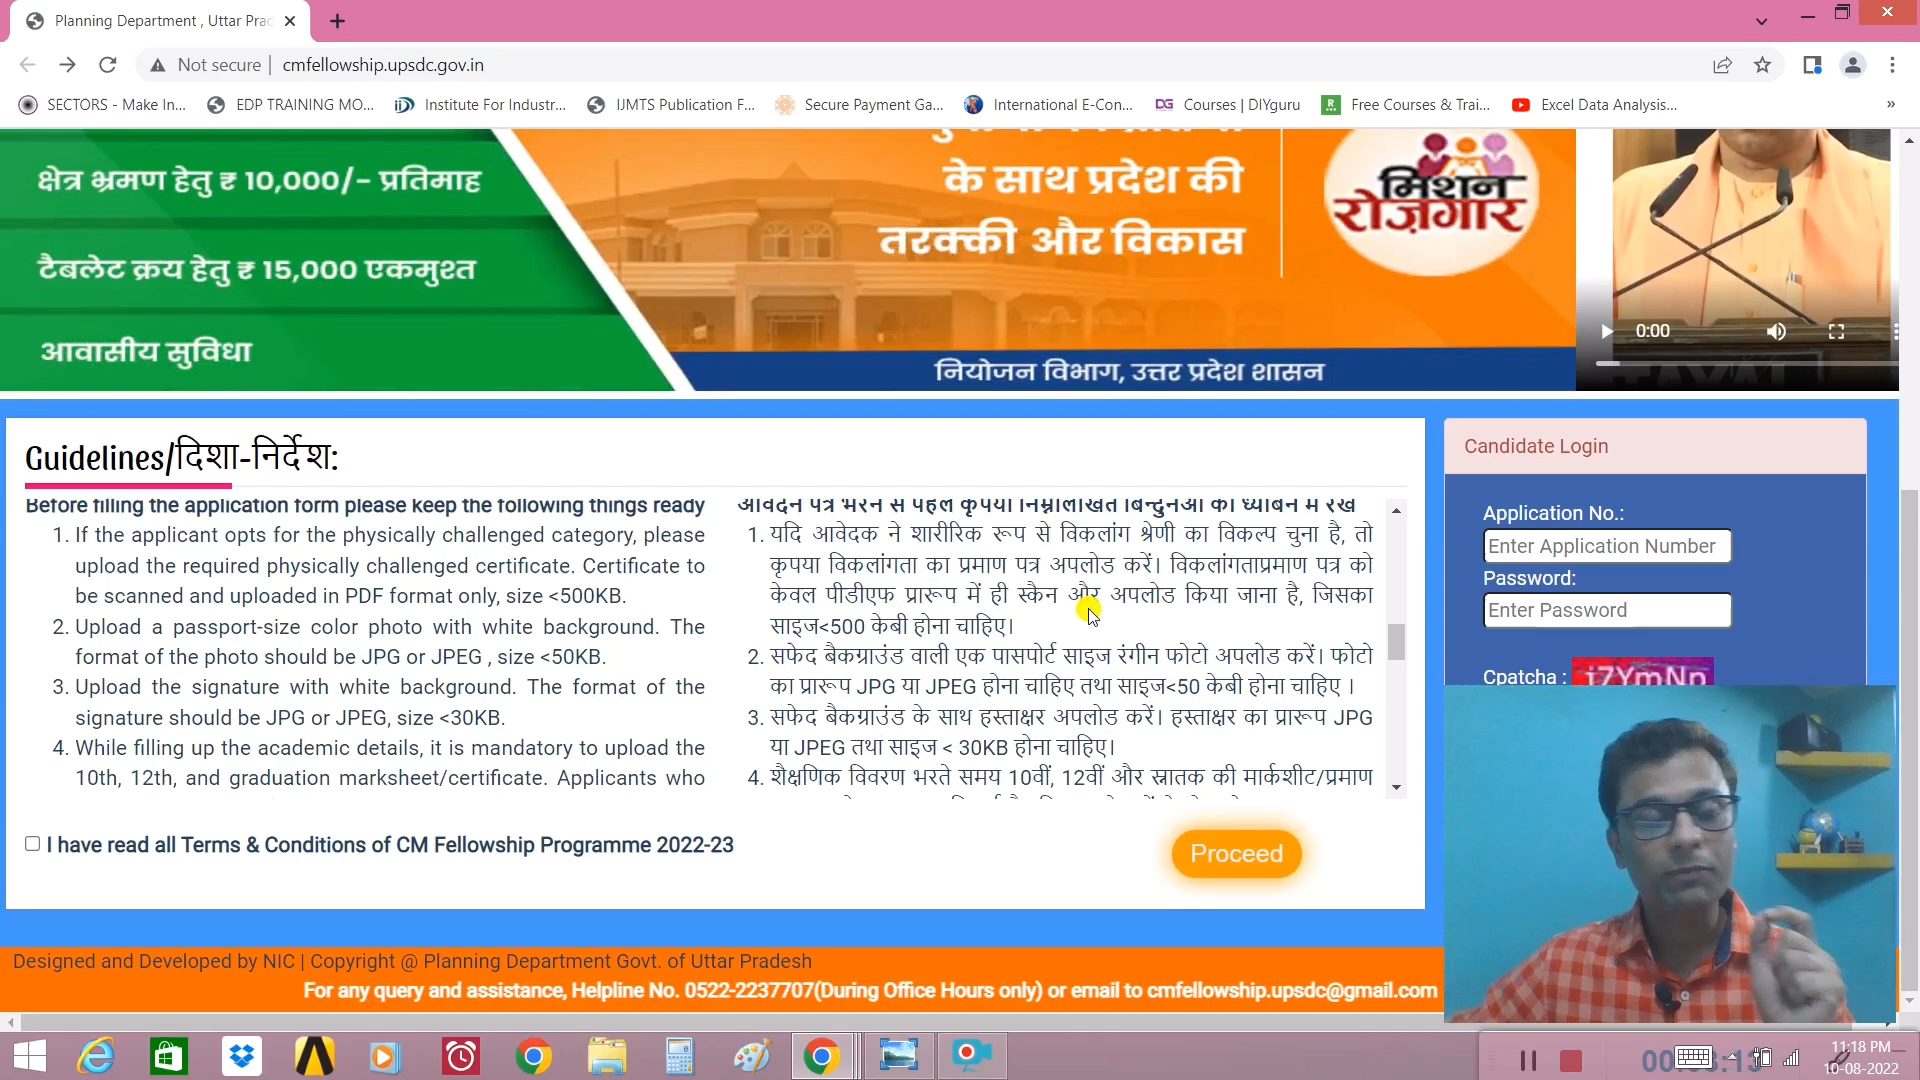 Planning Department , Uttar Prad
Not secure
cmfellowship.upsdc.gov.in
SECTORS - Make In...
EDP TRAINING MO...
Institute For Industr...
IJMTS Publication F...
Secure Payment Ga...
International E-Con...
Courses | DIYguru
Free Courses & Trai...
Excel Data Analysis...
»
क्षेत्र भ्रमण हेतु ₹ 10,000/- प्रतिमाह
टैबलेट क्रय हेतु ₹ 15,000 एकमुश्त
आवासीय सुविधा
के साथ प्रदेश की
तरक्की और विकास
मिशन
रोज़गार
नियोजन विभाग, उत्तर प्रदेश शासन
0:00
Guidelines/दिशा-निर्देश:
Before filling the application form please keep the following things ready
1. If the applicant opts for the physically challenged category, please
upload the required physically challenged certificate. Certificate to
be scanned and uploaded in PDF format only, size <500KB.
2. Upload a passport-size color photo with white background. The
format of the photo should be JPG or JPEG , size <50KB.
3. Upload the signature with white background. The format of the
signature should be JPG or JPEG, size <30KB.
4. While filling up the academic details, it is mandatory to upload the
10th, 12th, and graduation marksheet/certificate. Applicants who
आवेदन पत्र भरने से पहले कृपया निम्नलिखित
1. यदि आवेदक ने शारीरिक रूप से विकलांग श्रेणी का विकल्प चुना है, तो
कृपया विकलांगता का प्रमाण पत्र अपलोड करें। विकलांगताप्रमाण पत्र को
केवल पीडीएफ प्रारूप में ही स्कैन और अपलोड किया जाना है, जिसका
साइज<500 केबी होना चाहिए।
2. सफेद बैकग्राउंड वाली एक पासपोर्ट साइज रंगीन फोटो अपलोड करें। फोटो
का प्रारूप JPG या JPEG होना चाहिए तथा साइज<50 केबी होना चाहिए ।
3. सफेद बैकग्राउंड के साथ हस्ताक्षर अपलोड करें। हस्ताक्षर का प्रारूप JPG
या JPEG तथा साइज < 30KB होना चाहिए।
4. शैक्षणिक विवरण भरते समय 10वीं, 12वीं और स्नातक की मार्कशीट/प्रमाण
I have read all Terms & Conditions of CM Fellowship Programme 2022-23
Proceed
Candidate Login
Application No.:
Enter Application Number
Password:
Enter Password
Cpatcha :
i7YmNp
Designed and Developed by NIC | Copyright @ Planning Department Govt. of Uttar Pradesh
For any query and assistance, Helpline No. 0522-2237707(During Office Hours only) or email to cmfellowship.upsdc@gmail.com
11:18 PM
10-08-2022